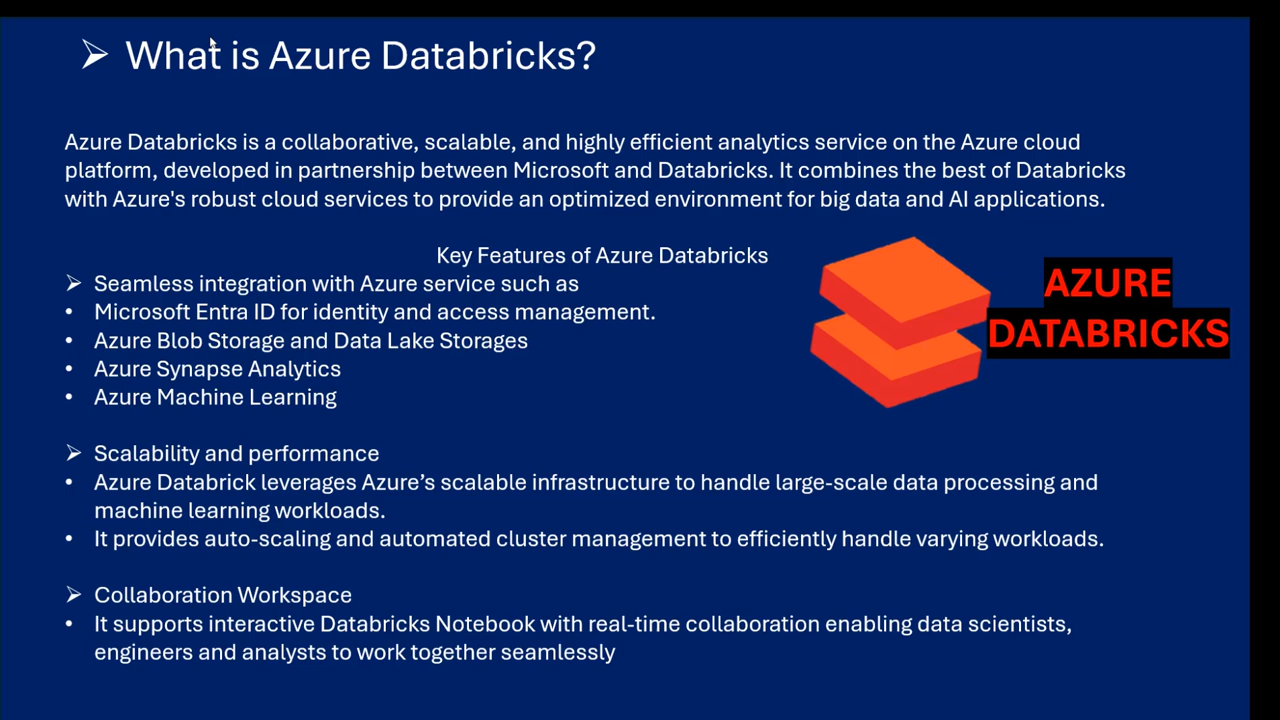 ➢ What is Azure Databricks?
Azure Databricks is a collaborative, scalable, and highly efficient analytics service on the Azure cloud
platform, developed in partnership between Microsoft and Databricks. It combines the best of Databricks
with Azure's robust cloud services to provide an optimized environment for big data and AI applications.
Key Features of Azure Databricks
➢ Seamless integration with Azure service such as
• Microsoft Entra ID for identity and access management.
• Azure Blob Storage and Data Lake Storages
• Azure Synapse Analytics
• Azure Machine Learning
AZURE
DATABRICKS
➢ Scalability and performance
• Azure Databrick leverages Azure’s scalable infrastructure to handle large-scale data processing and
machine learning workloads.
• It provides auto-scaling and automated cluster management to efficiently handle varying workloads.
➢ Collaboration Workspace
• It supports interactive Databricks Notebook with real-time collaboration enabling data scientists,
engineers and analysts to work together seamlessly